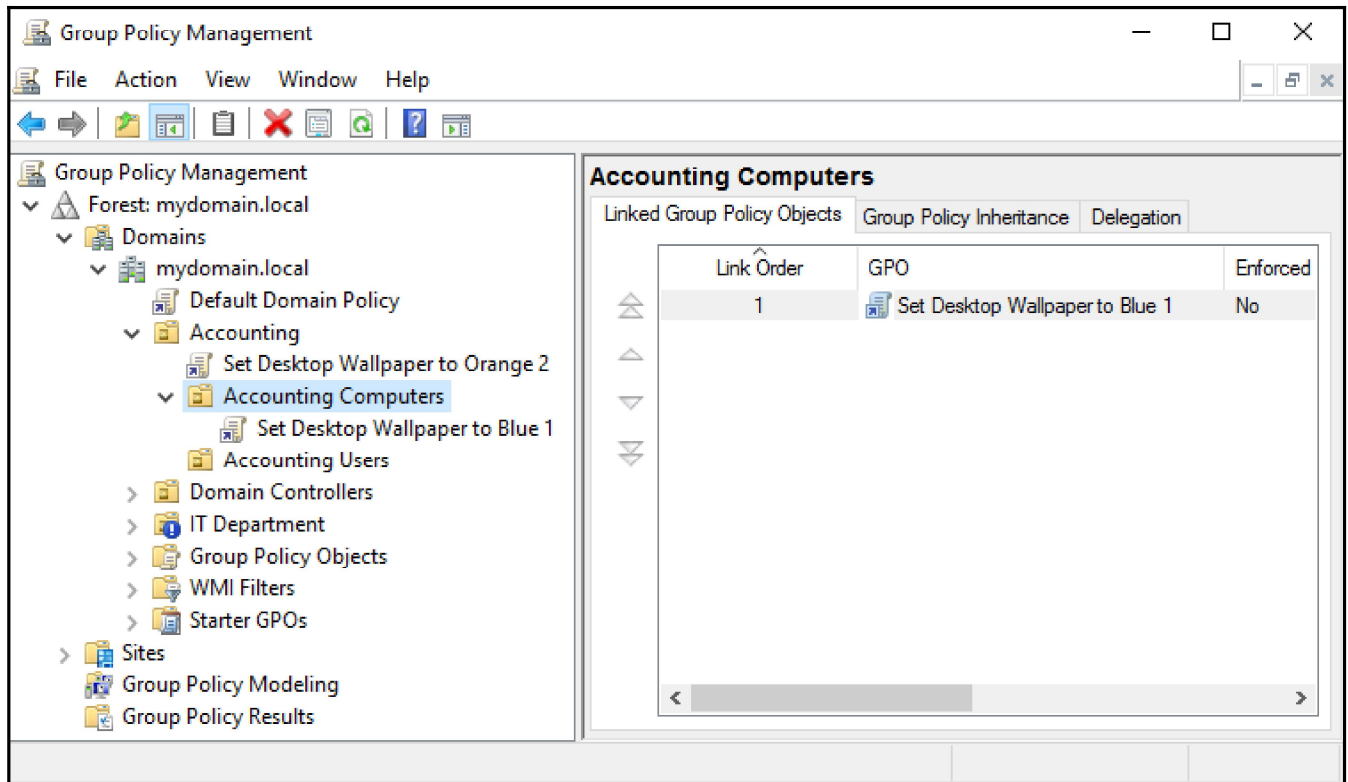 Group Policy Management
File Action View Window Help
Group Policy Management
Forest: mydomain.local
Domains
mydomain.local
Default Domain Policy
Accounting
Set Desktop Wallpaper to Orange 2
Accounting Computers
Set Desktop Wallpaper to Blue 1
Accounting Users
Domain Controllers
IT Department
Group Policy Objects
WMI Filters
Starter GPOs
Sites
Group Policy Modeling
Group Policy Results
Accounting Computers
Linked Group Policy Objects Group Policy Inheritance Delegation
Link Order GPO Enforced
1 Set Desktop Wallpaper to Blue 1 No